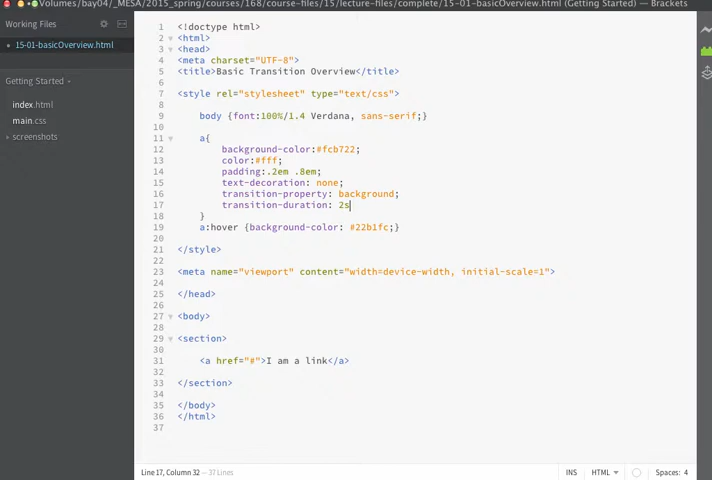 Volumes/bay04/_MESA/2015_spring/courses/168/course-files/15/lecture-files/complete/15-01-basicOverview.html (Getting Started) — Brackets
Working Files
15-01-basicOverview.html
Getting Started
index.html
main.css
screenshots
1 <!doctype html>
2 <html>
3 <head>
4 <meta charset="UTF-8">
5 <title>Basic Transition Overview</title>
6
7 <style rel="stylesheet" type="text/css">
8
9 body {font:100%/1.4 Verdana, sans-serif;}
10
11 a{
12 background-color:#fcb722;
13 color:#fff;
14 padding:.2em .8em;
15 text-decoration: none;
16 transition-property: background;
17 transition-duration: 2s
18 }
19 a:hover {background-color: #22b1fc;}
20
21 </style>
22
23 <meta name="viewport" content="width=device-width, initial-scale=1">
24
25 </head>
26
27 <body>
28
29 <section>
30
31 <a href="#">I am a link</a>
32
33 </section>
34
35 </body>
36 </html>
37
Line 17, Column 32 — 37 Lines
INS HTML Spaces: 4